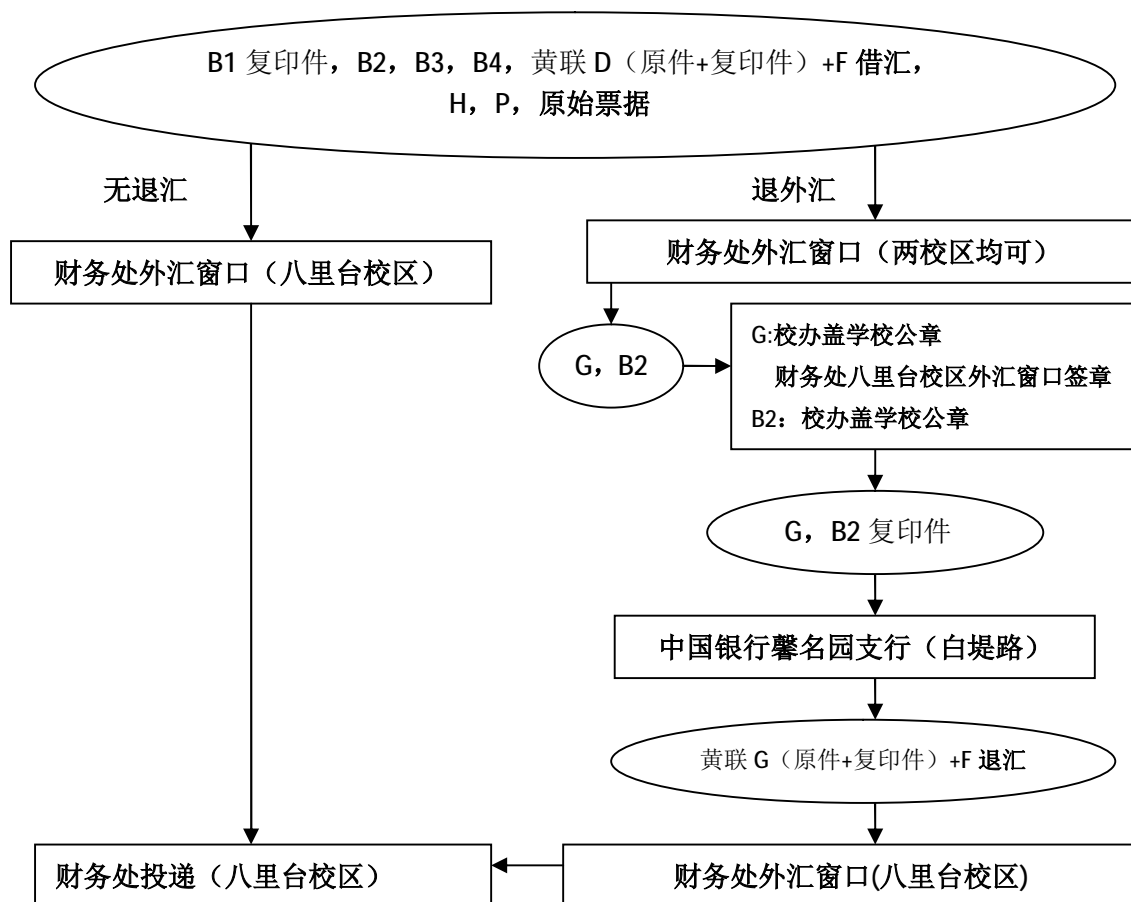 B1 复印件，B2，B3，B4，黄联 D（原件+复印件）+F 借汇，
H，P，原始票据
无退汇
退外汇
财务处外汇窗口（八里台校区）
财务处外汇窗口（两校区均可）
G，B2
G:校办盖学校公章
财务处八里台校区外汇窗口签章
B2：校办盖学校公章
G，B2 复印件
中国银行馨名园支行（白堤路）
黄联 G（原件+复印件）+F 退汇
财务处投递（八里台校区）
财务处外汇窗口(八里台校区)